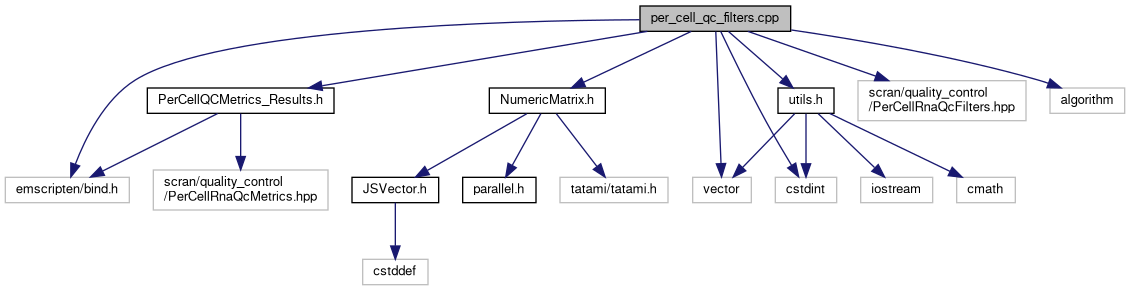 per_cell_qc_filters.cpp
PerCellQCMetrics_Results.h
NumericMatrix.h
utils.h
scran/quality_control
/PerCellRnaQcFilters.hpp
algorithm
emscripten/bind.h
scran/quality_control
/PerCellRnaQcMetrics.hpp
JSVector.h
parallel.h
tatami/tatami.h
vector
cstdint
iostream
cmath
cstddef